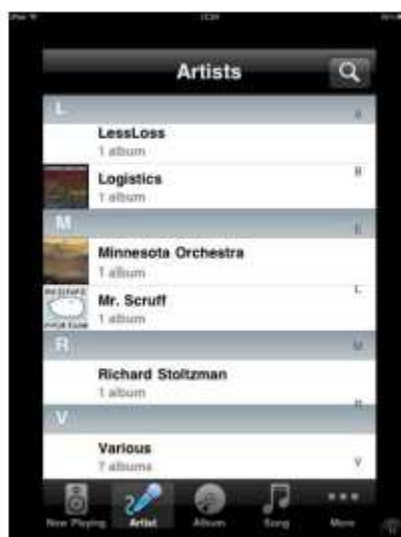 iPad
Artists
L
LessLoss
1 album
Logistics
1 album
M
Minnesota Orchestra
1 album
Mr. Scruff
1 album
R
Richard Stoltzman
1 album
V
Various
7 albums
B
E
L
M
R
V
Now Playing
Artist
Album
Song
More